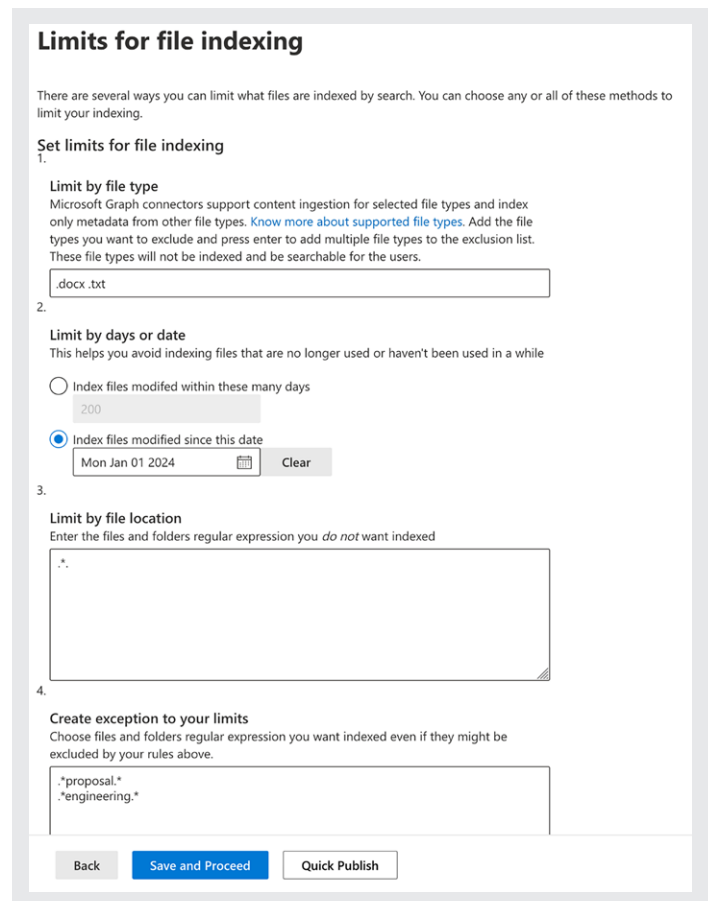 Limits for file indexing
There are several ways you can limit what files are indexed by search. You can choose any or all of these methods to
limit your indexing.
Set limits for file indexing
1.
Limit by file type
Microsoft Graph connectors support content ingestion for selected file types and index
only metadata from other file types. Know more about supported file types. Add the file
types you want to exclude and press enter to add multiple file types to the exclusion list.
These file types will not be indexed and be searchable for the users.
.docx .txt
2.
Limit by days or date
This helps you avoid indexing files that are no longer used or haven't been used in a while
Index files modifed within these many days
200
Index files modified since this date
Mon Jan 01 2024
Clear
3.
Limit by file location
Enter the files and folders regular expression you do not want indexed
.*.
4.
Create exception to your limits
Choose files and folders regular expression you want indexed even if they might be
excluded by your rules above.
.*proposal.*
.*engineering.*
Back Save and Proceed Quick Publish